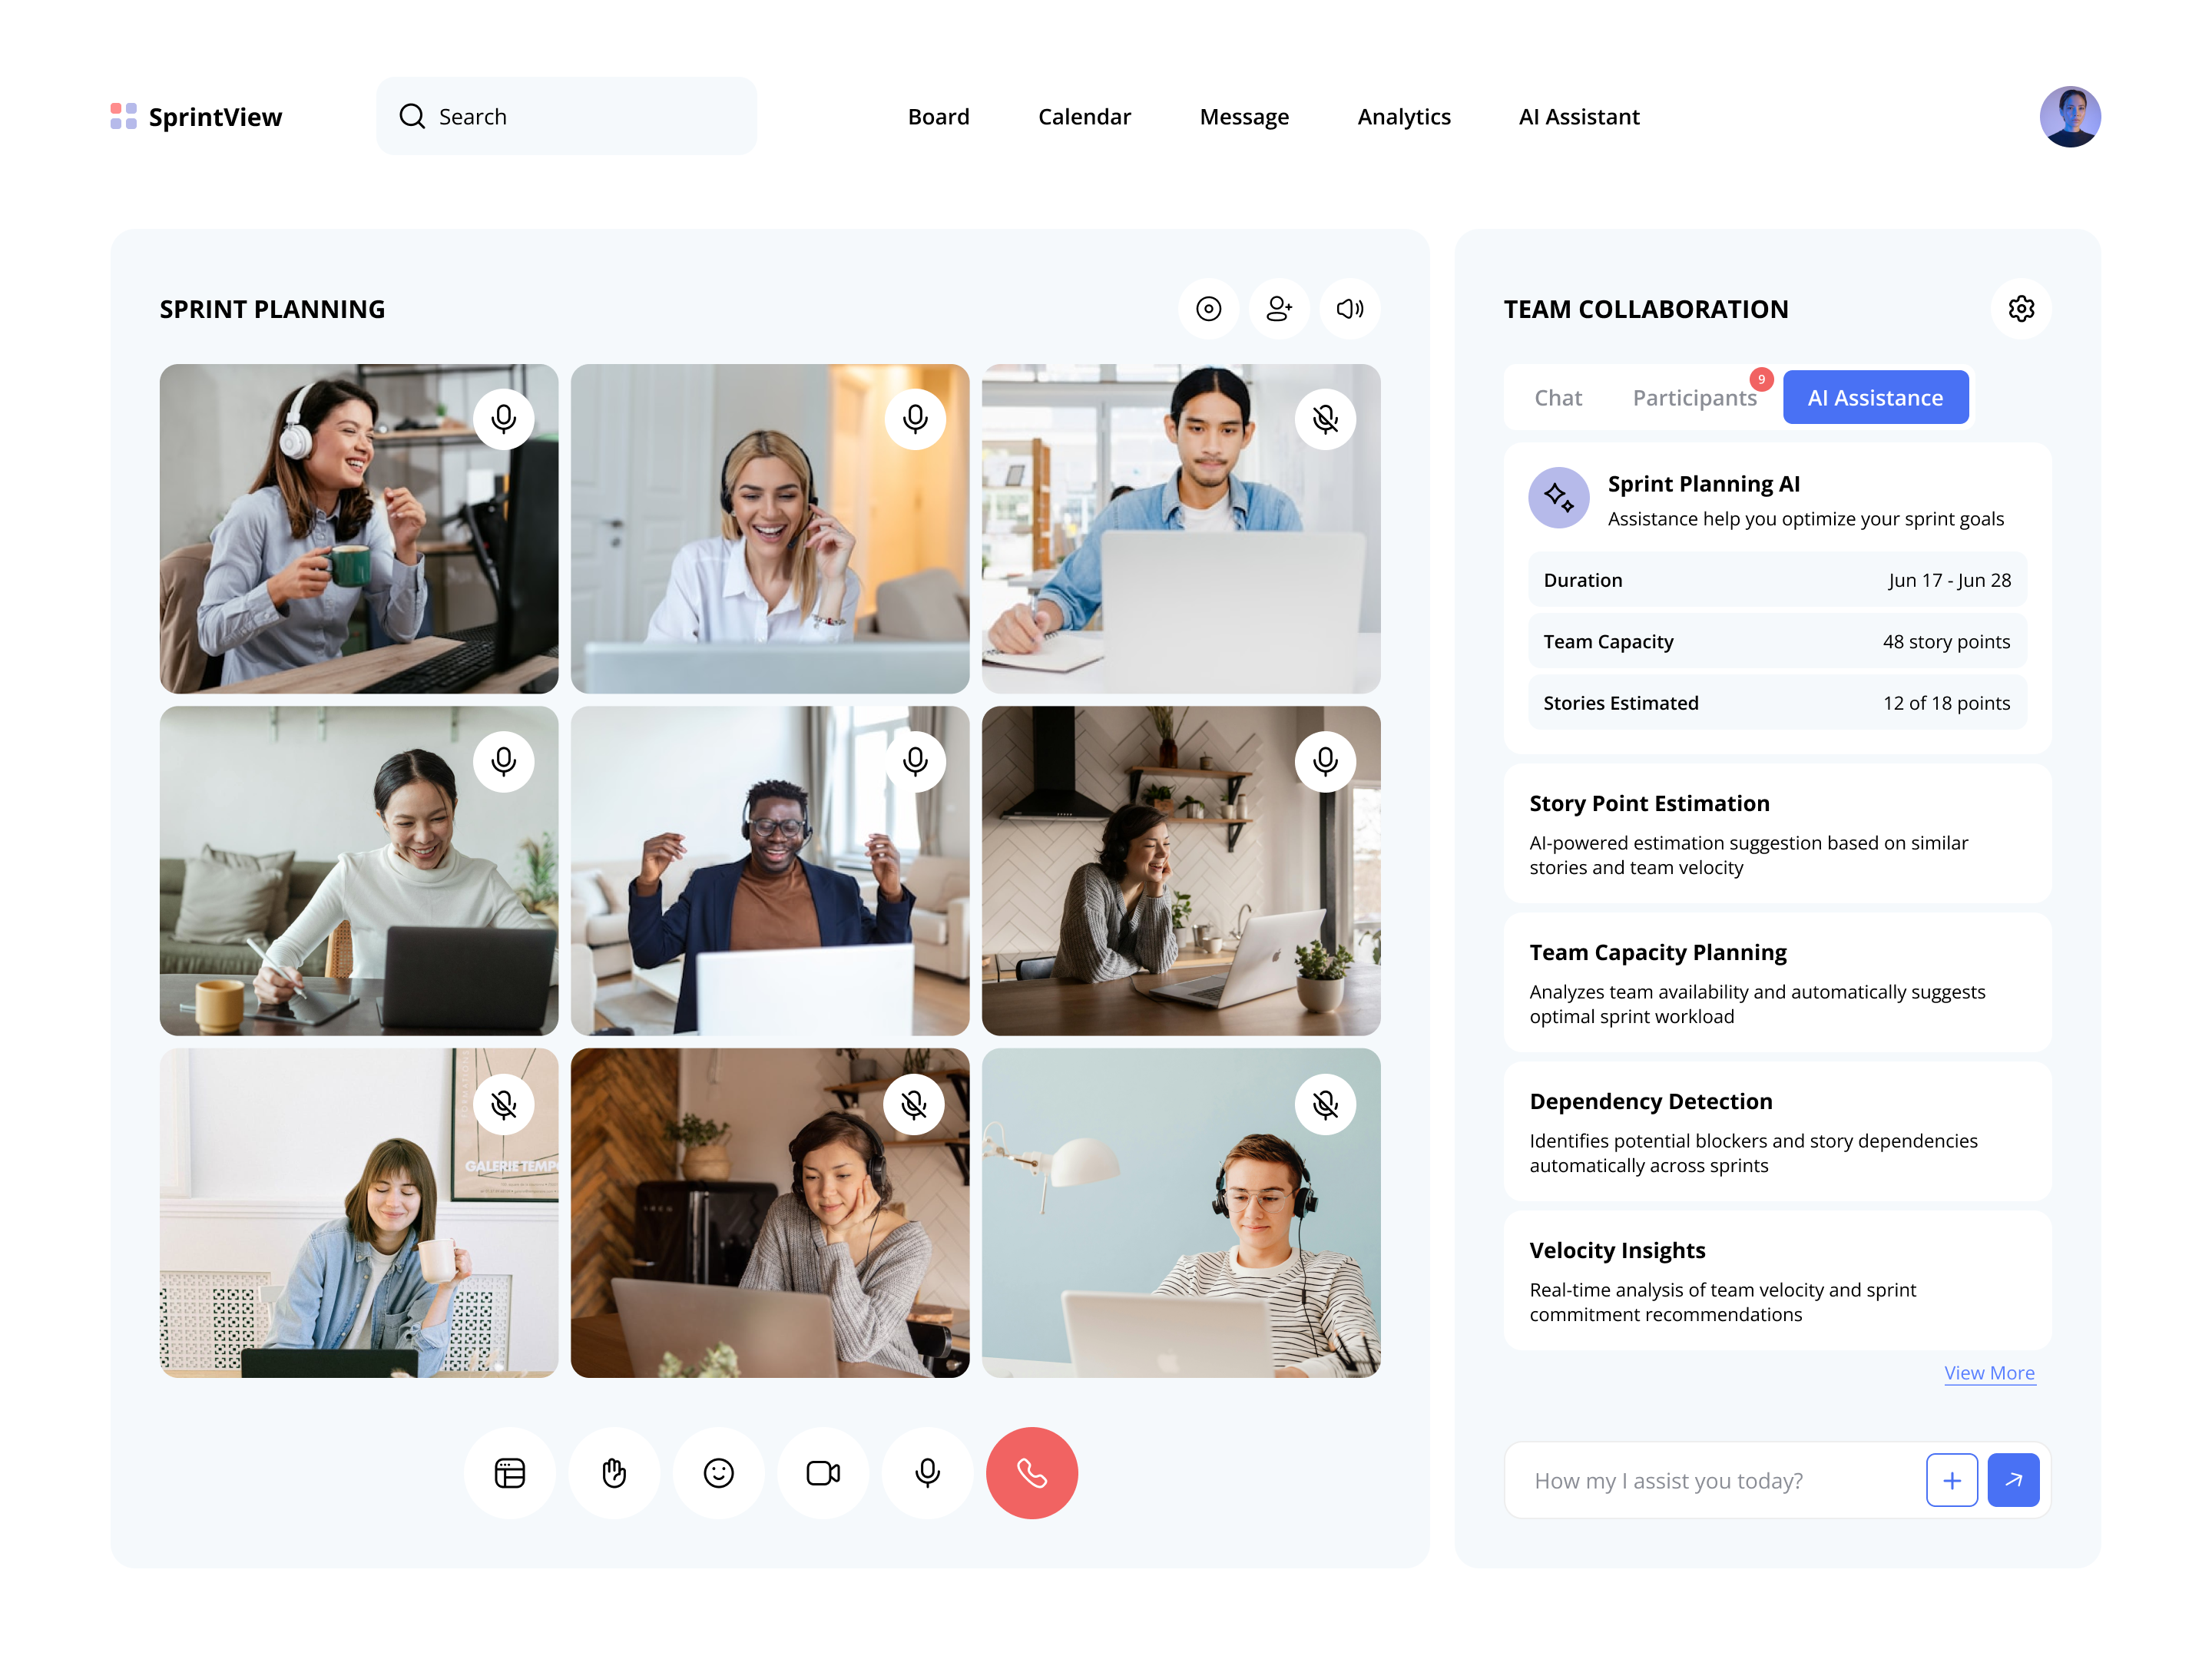 SprintView
Search
Board
Calendar
Message
Analytics
AI Assistant
SPRINT PLANNING
GALERIE TEMP
TEAM COLLABORATION
Chat
Participants
9
AI Assistance
Sprint Planning AI
Assistance help you optimize your sprint goals
Duration
Jun 17 - Jun 28
Team Capacity
48 story points
Stories Estimated
12 of 18 points
Story Point Estimation
AI-powered estimation suggestion based on similar
stories and team velocity
Team Capacity Planning
Analyzes team availability and automatically suggests
optimal sprint workload
Dependency Detection
Identifies potential blockers and story dependencies
automatically across sprints
Velocity Insights
Real-time analysis of team velocity and sprint
commitment recommendations
View More
How my I assist you today?